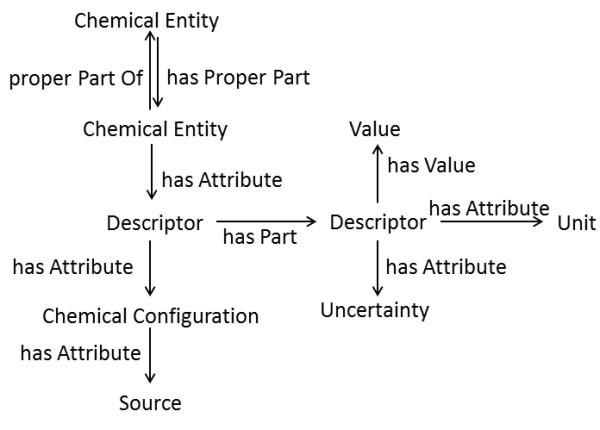 Chemical Entity
proper Part Of
has Proper Part
Chemical Entity
Value
has Value
has Attribute
Descriptor
has Part
Descriptor
has Attribute
Unit
has Attribute
has Attribute
Chemical Configuration
Uncertainty
has Attribute
Source